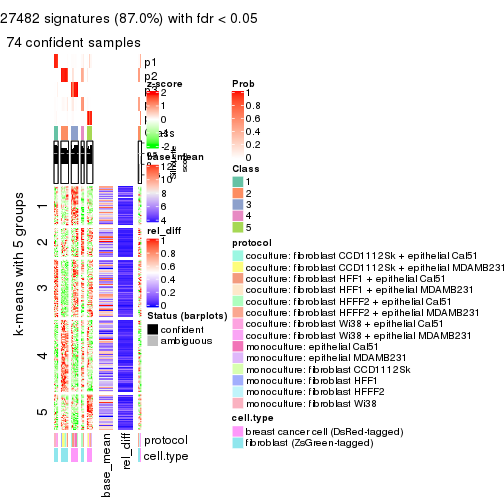 27482 signatures (87.0%) with fdr < 0.05
74 confident samples
p1
p2
z-score
2
1
0
-1
-2
base_mean
12
10
8
6
4
rel_diff
1
0.8
0.6
0.4
0.2
0
Status (barplots)
confident
ambiguous
Prob
1
0.8
0.6
0.4
0.2
0
Class
1
2
3
4
5
protocol
coculture: fibroblast CCD1112Sk + epithelial Cal51
coculture: fibroblast CCD1112Sk + epithelial MDAMB231
coculture: fibroblast HFF1 + epithelial Cal51
coculture: fibroblast HFF1 + epithelial MDAMB231
coculture: fibroblast HFFF2 + epithelial Cal51
coculture: fibroblast HFFF2 + epithelial MDAMB231
coculture: fibroblast Wi38 + epithelial Cal51
coculture: fibroblast Wi38 + epithelial MDAMB231
monoculture: epithelial Cal51
monoculture: epithelial MDAMB231
monoculture: fibroblast CCD1112Sk
monoculture: fibroblast HFF1
monoculture: fibroblast HFFF2
monoculture: fibroblast Wi38
cell.type
breast cancer cell (DsRed-tagged)
fibroblast (ZsGreen-tagged)
k-means with 5 groups
1
2
3
4
5
protocol
cell.type
base_mean
rel_diff